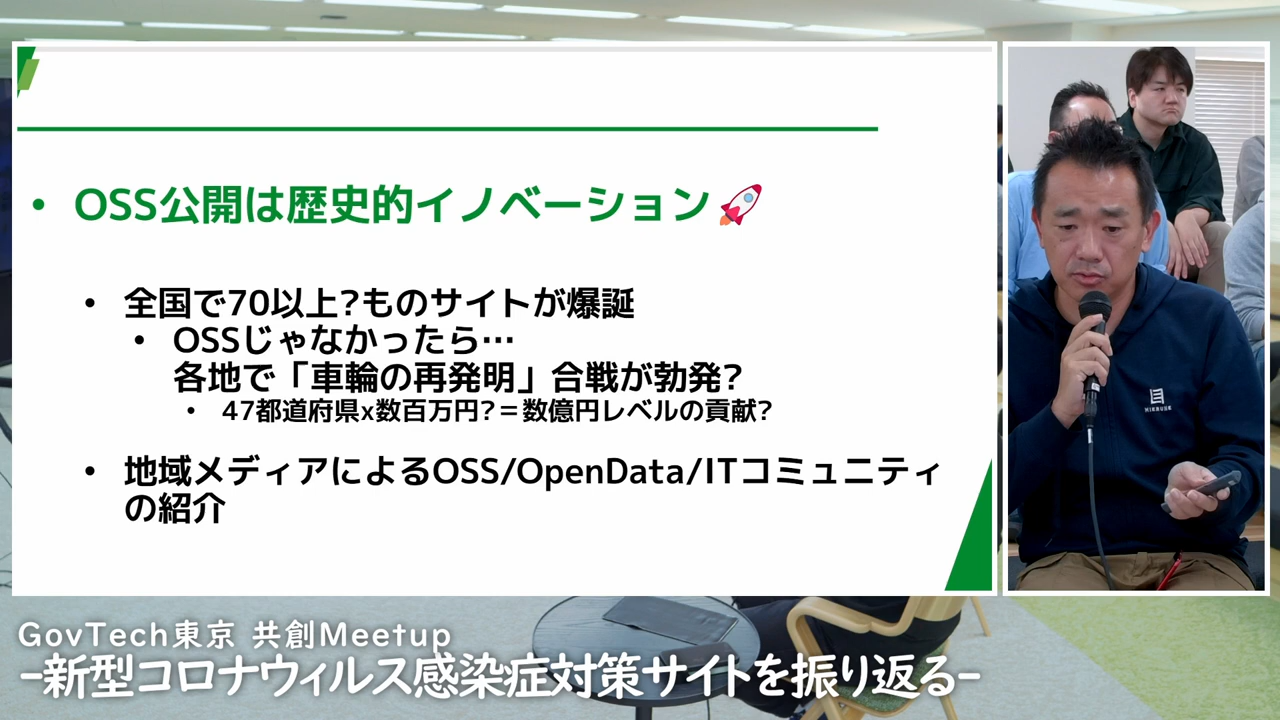 OSS公開は歴史的イノベーション🚀
全国で70以上?ものサイトが爆誕
OSSじゃなかったら…
各地で「車輪の再発明」合戦が勃発?
47都道府県x数百万円?＝数億円レベルの貢献?
地域メディアによるOSS/OpenData/ITコミュニティ
の紹介
GovTech東京 共創Meetup
-新型コロナウィルス感染症対策サイトを振り返る-